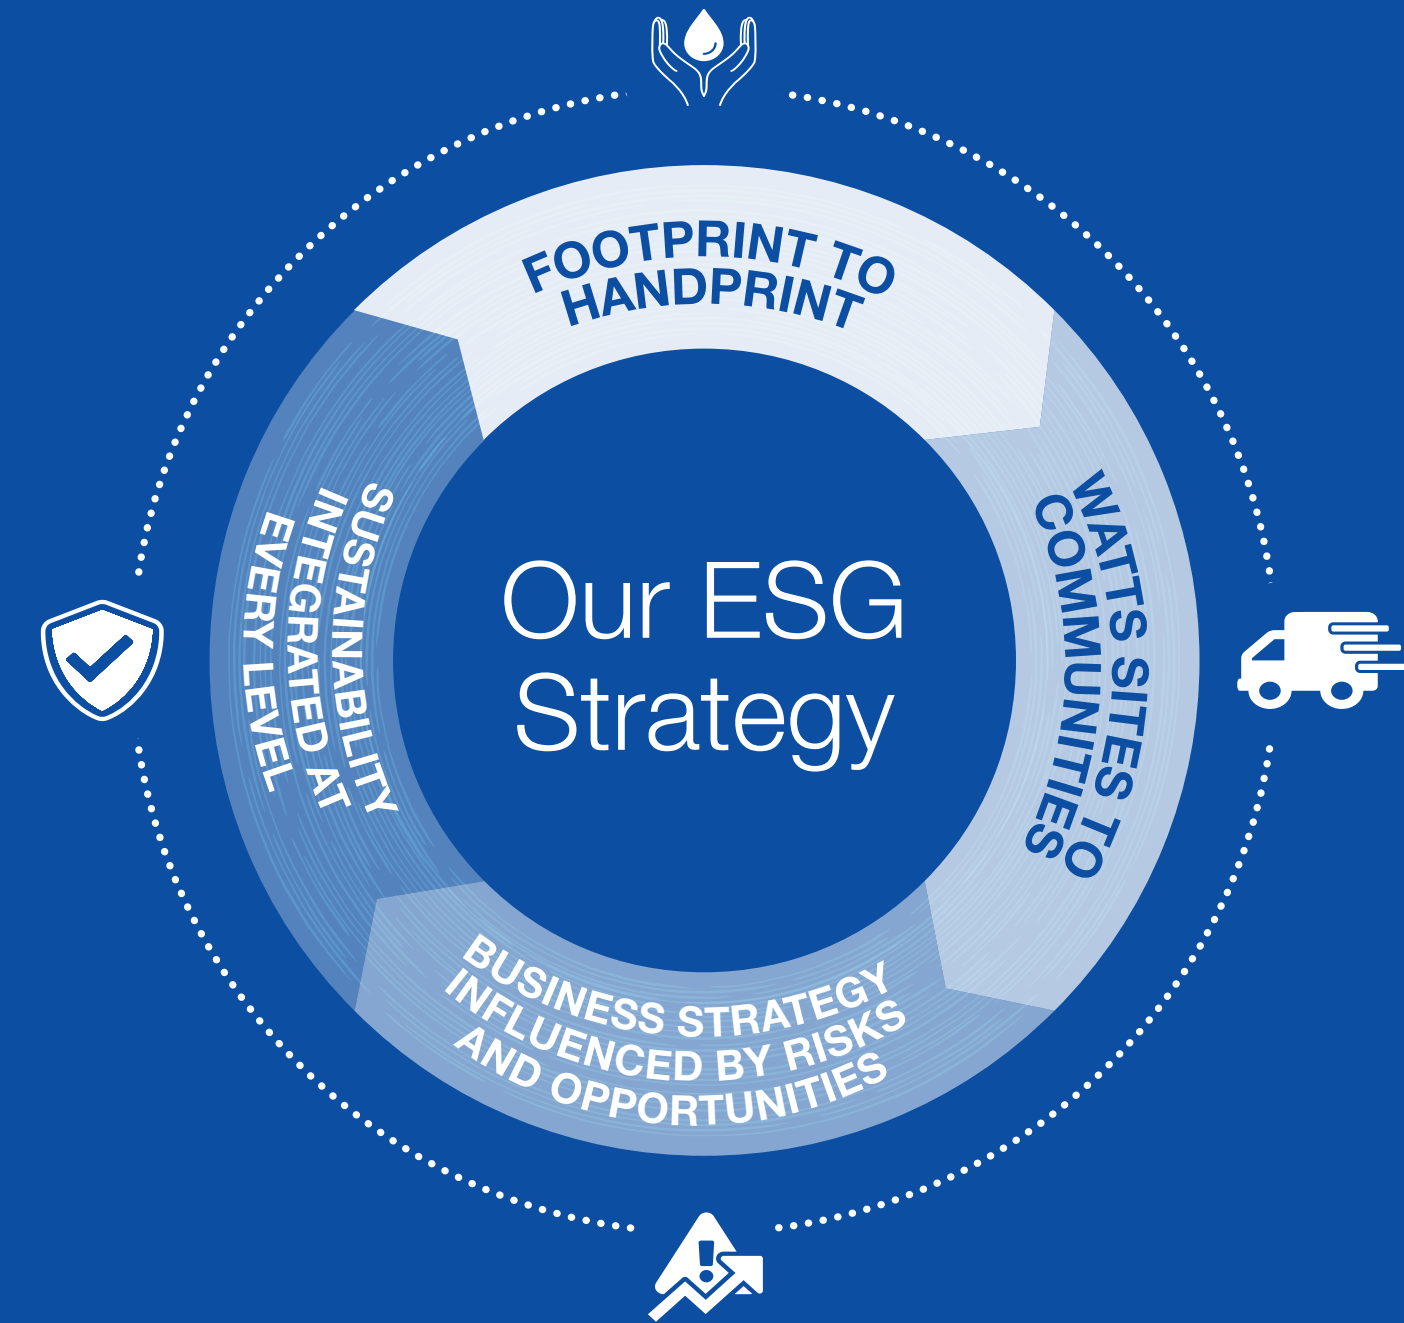 FOOTPRINT TO
HANDPRINT
WATTS SITES TO
COMMUNITIES
BUSINESS STRATEGY
INFLUENCED BY RISKS
AND OPPORTUNITIES
SUSTAINABILITY
INTEGRATED AT
EVERY LEVEL
Our ESG
Strategy